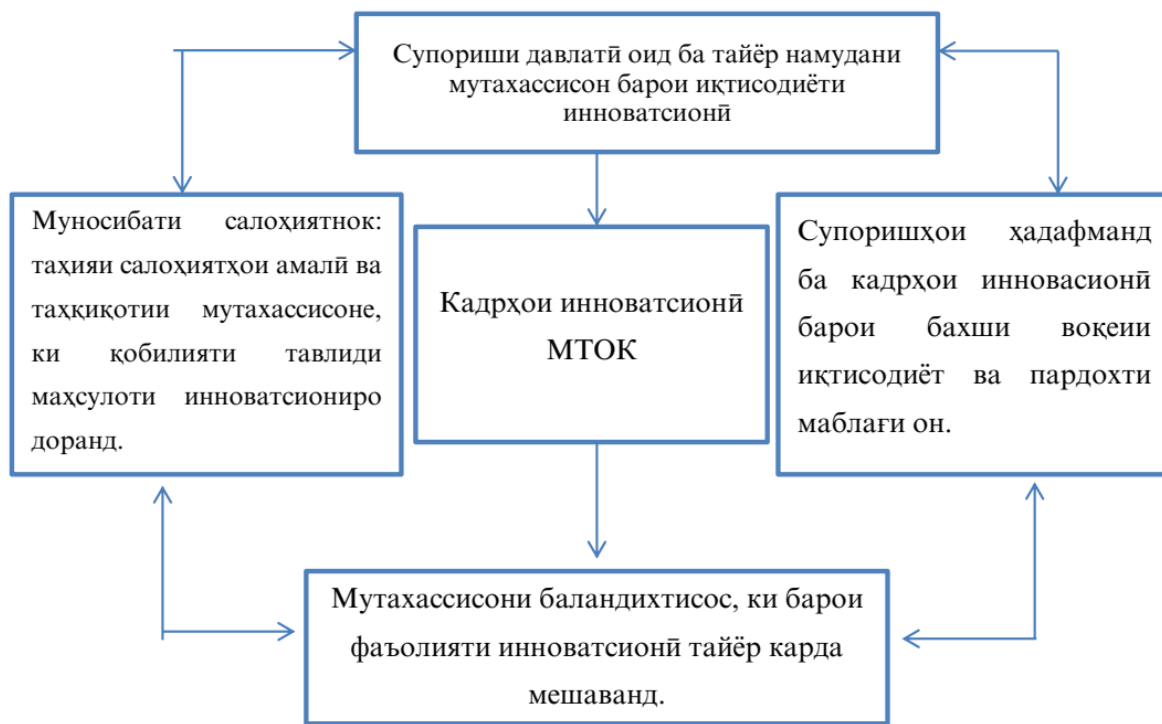 Супориши давлатӣ оид ба тайёр намудани
мутахассисон барои иқтисодиёти
инноватсионӣ
Муносибати салоҳиятнок:
таҳияи салоҳиятҳои амалӣ ва
таҳқиқотии мутахассисоне,
ки қобилияти тавлиди
маҳсулоти инноватсиониро
доранд.
Кадрҳои инноватсионӣ
МТОК
Супоришҳои ҳадафманд
ба кадрҳои инновасионӣ
барои бахши воқеии
иқтисодиёт ва пардохти
маблағи он.
Мутахассисони баландихтисос, ки барои
фаъолияти инноватсионӣ тайёр карда
мешаванд.